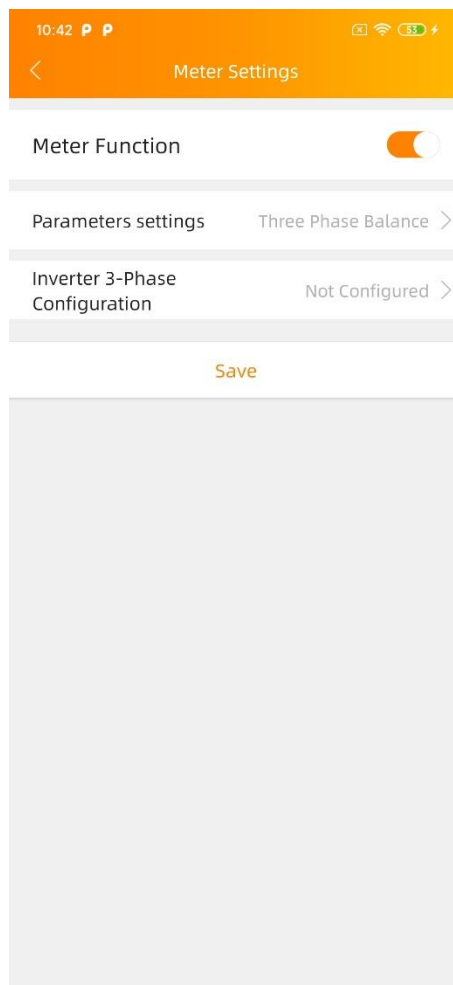 10:42 P P 53
Meter Settings
Meter Function
Parameters settings Three Phase Balance
Inverter 3-Phase
Configuration
Not Configured
Save